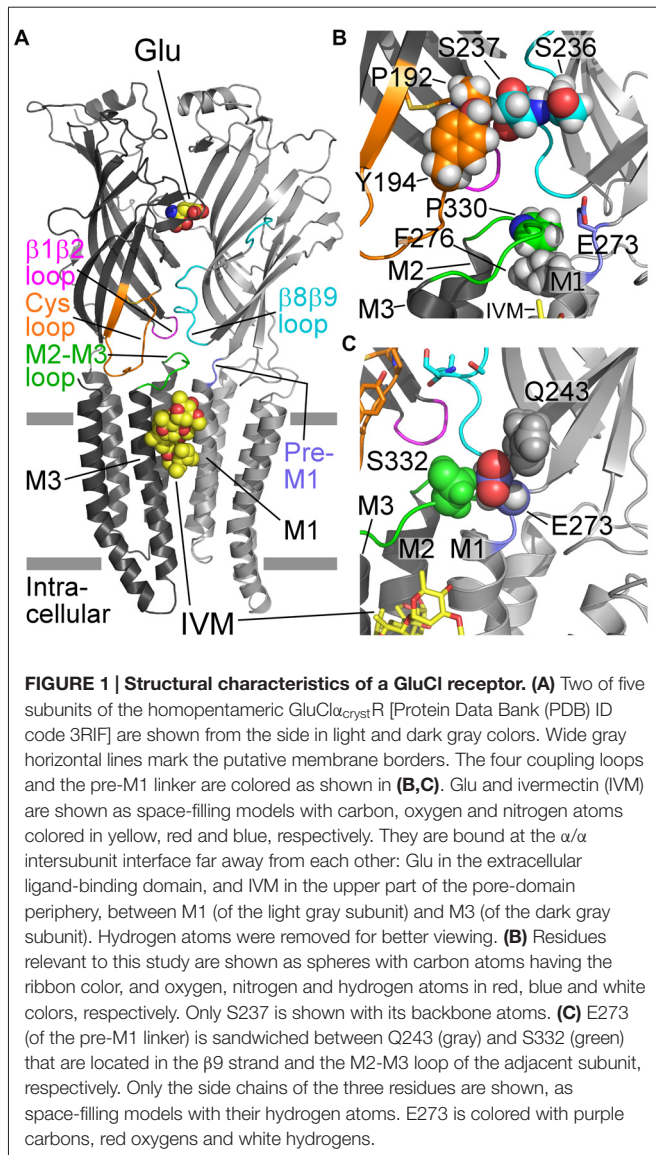 A
Glu
β1β2
loop
Cys
loop
M2-M3
loop
β8β9
loop
M3
Pre-
M1
M1
Intra-
cellular
IVM
B
S237
S236
P192
Y194
P330
F276
E273
M2
M1
M3
IVM
C
Q243
S332
M3
M2
M1
E273
FIGURE 1 | Structural characteristics of a GluCl receptor. (A) Two of five
subunits of the homopentameric GluClαcrystR [Protein Data Bank (PDB) ID
code 3RIF] are shown from the side in light and dark gray colors. Wide gray
horizontal lines mark the putative membrane borders. The four coupling loops
and the pre-M1 linker are colored as shown in (B,C). Glu and ivermectin (IVM)
are shown as space-filling models with carbon, oxygen and nitrogen atoms
colored in yellow, red and blue, respectively. They are bound at the α/α
intersubunit interface far away from each other: Glu in the extracellular
ligand-binding domain, and IVM in the upper part of the pore-domain
periphery, between M1 (of the light gray subunit) and M3 (of the dark gray
subunit). Hydrogen atoms were removed for better viewing. (B) Residues
relevant to this study are shown as spheres with carbon atoms having the
ribbon color, and oxygen, nitrogen and hydrogen atoms in red, blue and white
colors, respectively. Only S237 is shown with its backbone atoms. (C) E273
(of the pre-M1 linker) is sandwiched between Q243 (gray) and S332 (green)
that are located in the β9 strand and the M2-M3 loop of the adjacent subunit,
respectively. Only the side chains of the three residues are shown, as
space-filling models with their hydrogen atoms. E273 is colored with purple
carbons, red oxygens and white hydrogens.